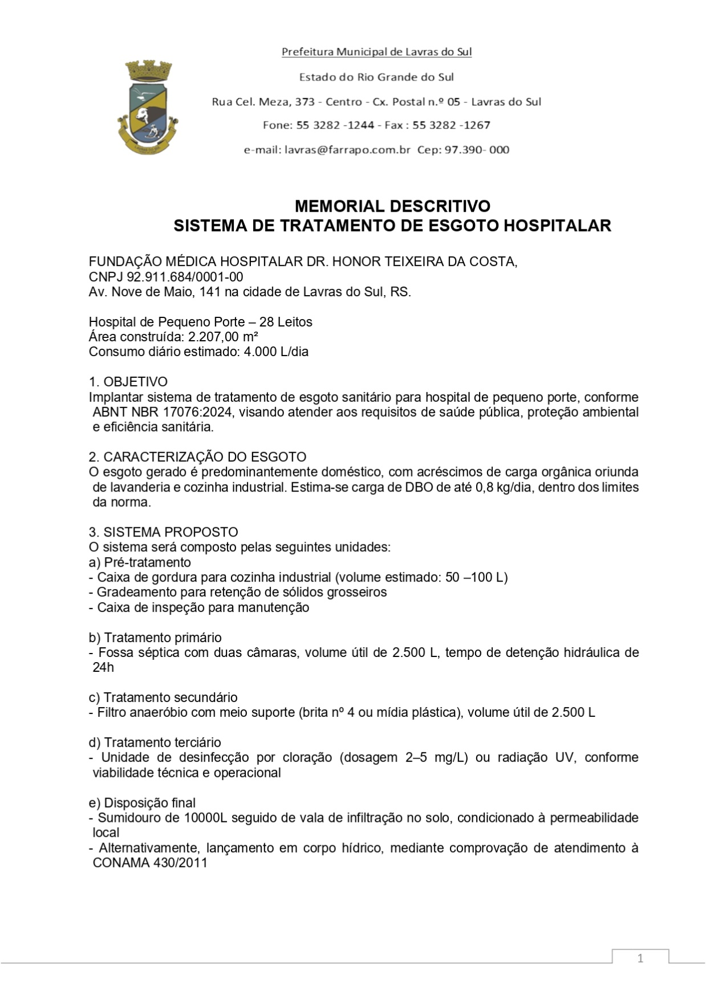 Prefeitura Municipal de Lavras do Sul
Estado do Rio Grande do Sul
Rua Cel. Meza, 373 - Centro - Cx. Postal n.º 05 - Lavras do Sul
Fone: 55 3282 -1244 - Fax : 55 3282 -1267
e-mail: lavras@farrapo.com.br Cep: 97.390- 000
LAVRAS DO SUL
MEMORIAL DESCRITIVO
SISTEMA DE TRATAMENTO DE ESGOTO HOSPITALAR
FUNDAÇÃO MÉDICA HOSPITALAR DR. HONOR TEIXEIRA DA COSTA,
CNPJ 92.911.684/0001-00
Av. Nove de Maio, 141 na cidade de Lavras do Sul, RS.
Hospital de Pequeno Porte – 28 Leitos
Área construída: 2.207,00 m²
Consumo diário estimado: 4.000 L/dia
1. OBJETIVO
Implantar sistema de tratamento de esgoto sanitário para hospital de pequeno porte, conforme
ABNT NBR 17076:2024, visando atender aos requisitos de saúde pública, proteção ambiental
e eficiência sanitária.
2. CARACTERIZAÇÃO DO ESGOTO
O esgoto gerado é predominantemente doméstico, com acréscimos de carga orgânica oriunda
de lavanderia e cozinha industrial. Estima-se carga de DBO de até 0,8 kg/dia, dentro dos limites
da norma.
3. SISTEMA PROPOSTO
O sistema será composto pelas seguintes unidades:
a) Pré-tratamento
- Caixa de gordura para cozinha industrial (volume estimado: 50 –100 L)
- Gradeamento para retenção de sólidos grosseiros
- Caixa de inspeção para manutenção
b) Tratamento primário
- Fossa séptica com duas câmaras, volume útil de 2.500 L, tempo de detenção hidráulica de
24h
c) Tratamento secundário
- Filtro anaeróbio com meio suporte (brita nº 4 ou mídia plástica), volume útil de 2.500 L
d) Tratamento terciário
- Unidade de desinfecção por cloração (dosagem 2–5 mg/L) ou radiação UV, conforme
viabilidade técnica e operacional
e) Disposição final
- Sumidouro de 10000L seguido de vala de infiltração no solo, condicionado à permeabilidade
local
- Alternativamente, lançamento em corpo hídrico, mediante comprovação de atendimento à
CONAMA 430/2011
1